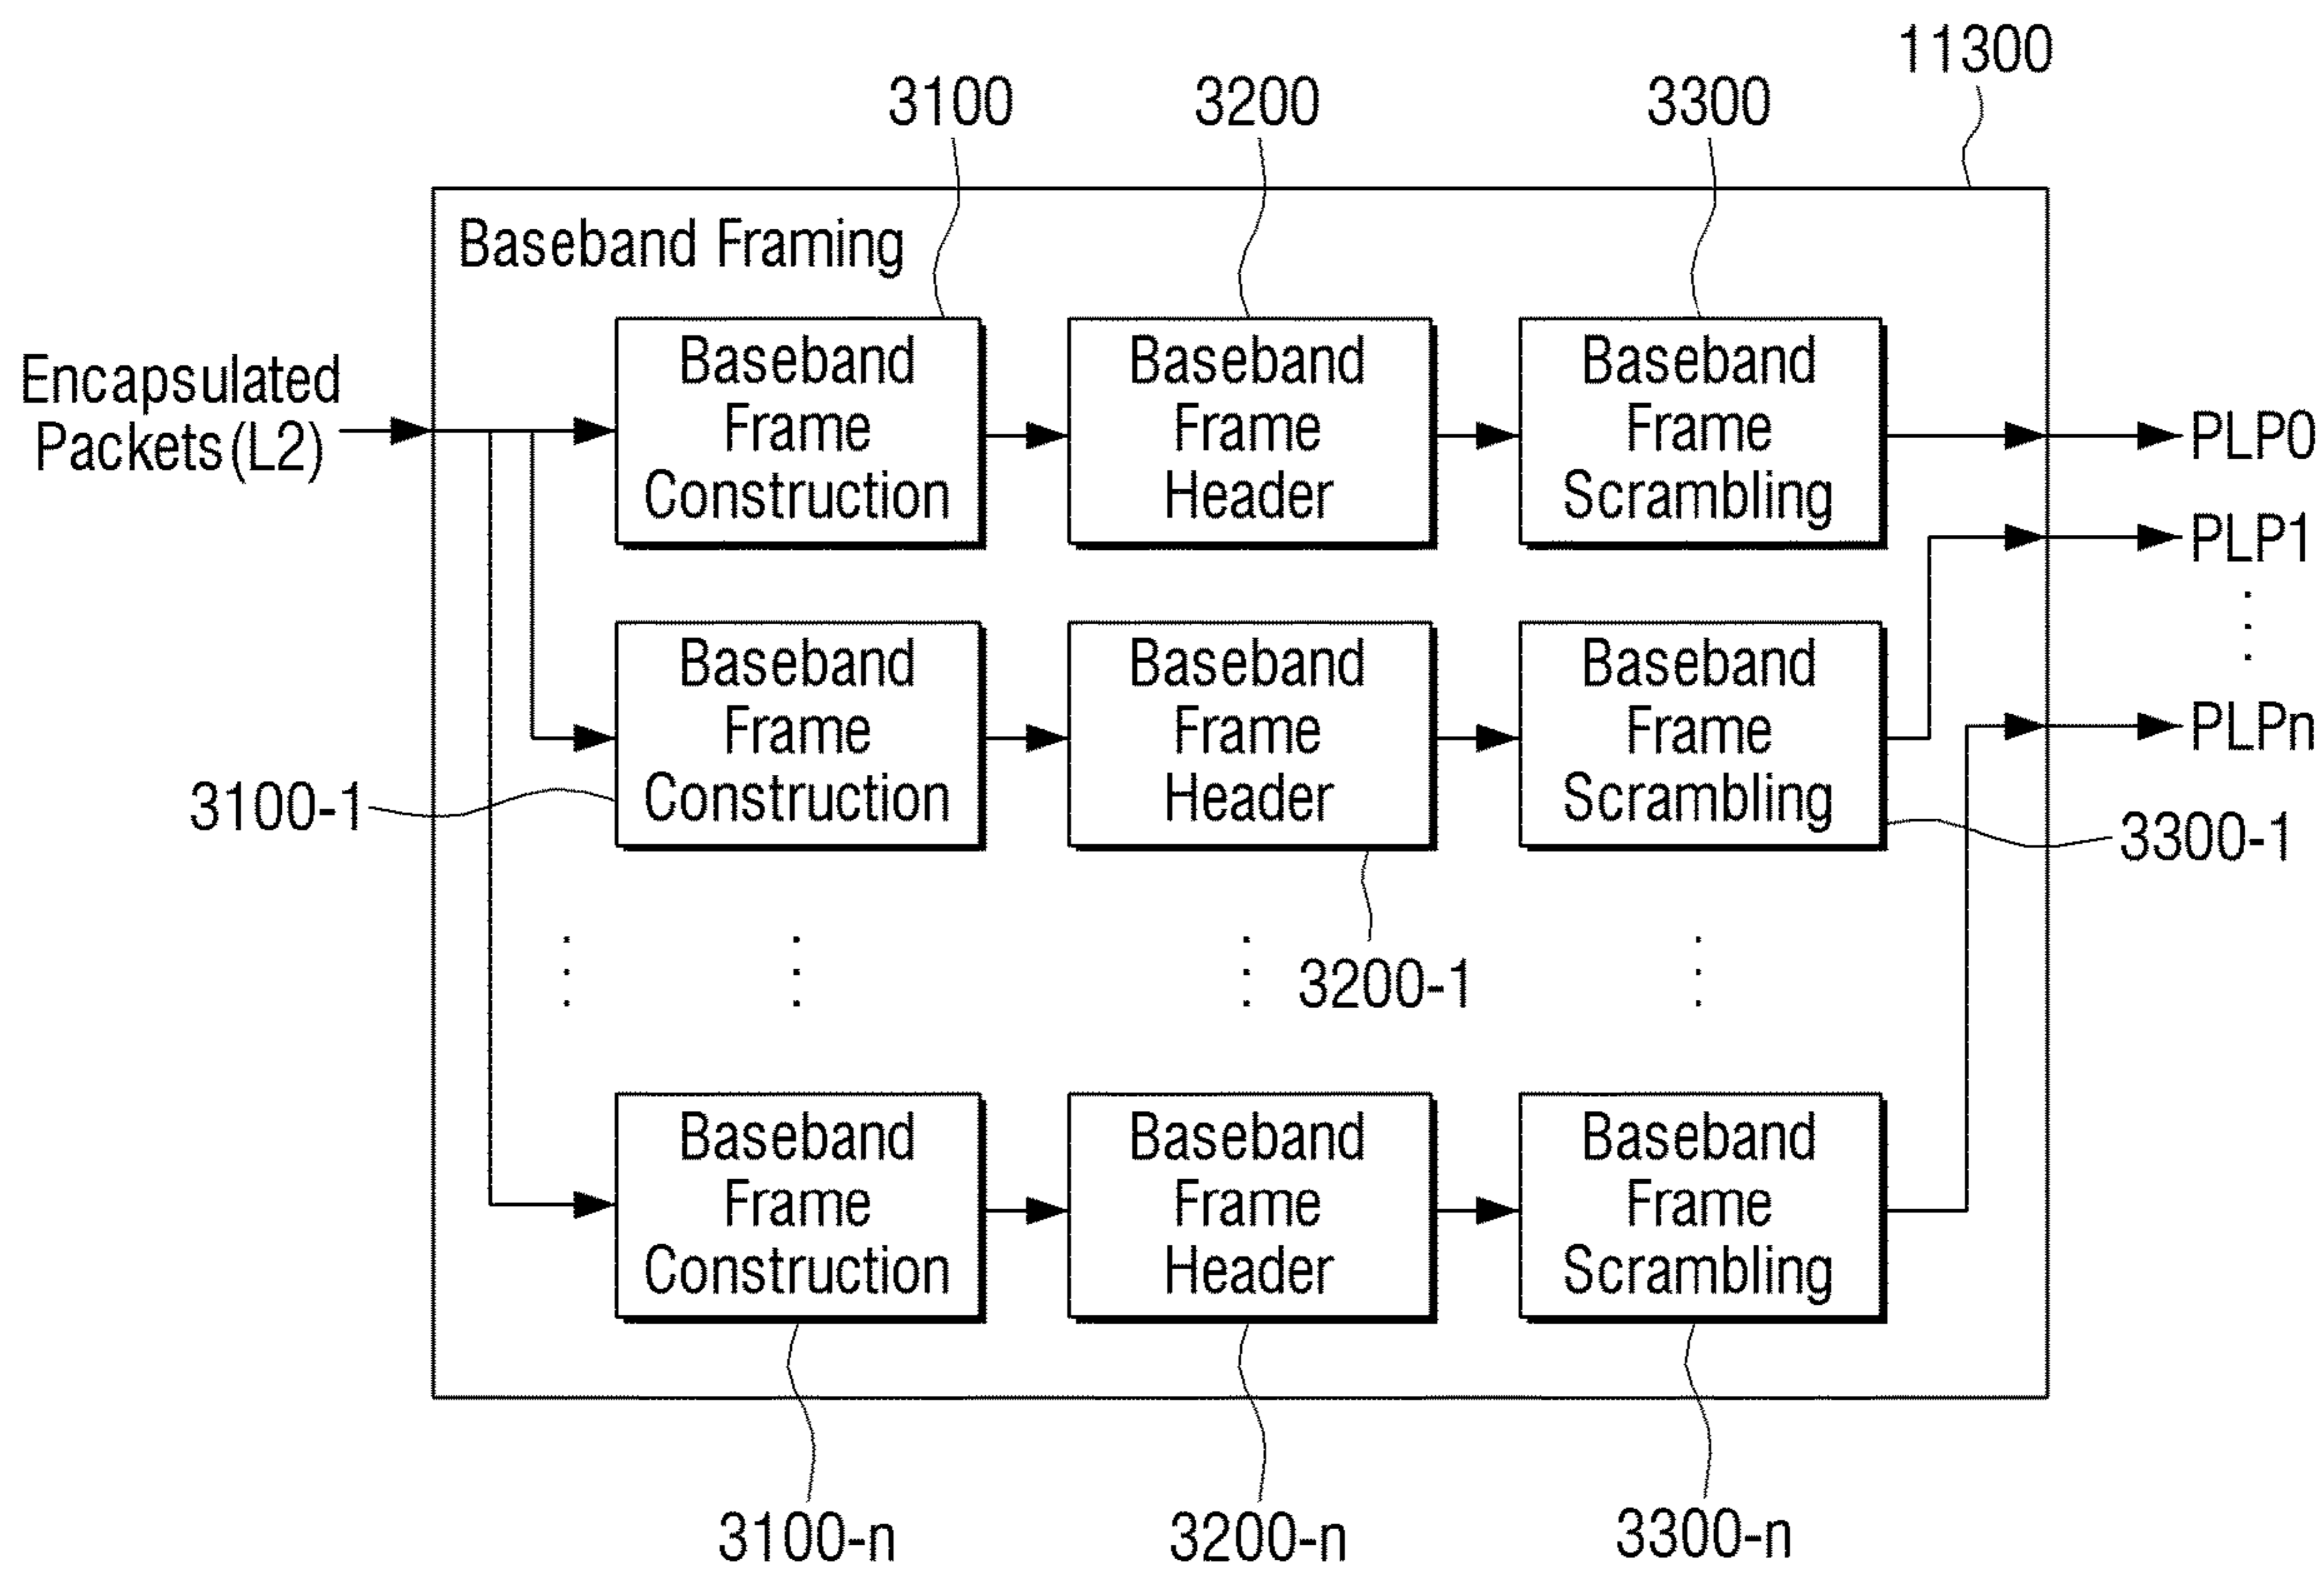 11300
3100
3200
3300
Baseband Framing
Encapsulated
Packets(L2)
Baseband
Frame
Construction
Baseband
Frame
Header
Baseband
Frame
Scrambling
PLP0
PLP1
PLPn
Baseband
Frame
Construction
Baseband
Frame
Header
Baseband
Frame
Scrambling
3100-1
3300-1
3200-1
Baseband
Frame
Construction
Baseband
Frame
Header
Baseband
Frame
Scrambling
3100-n
3200-n
3300-n